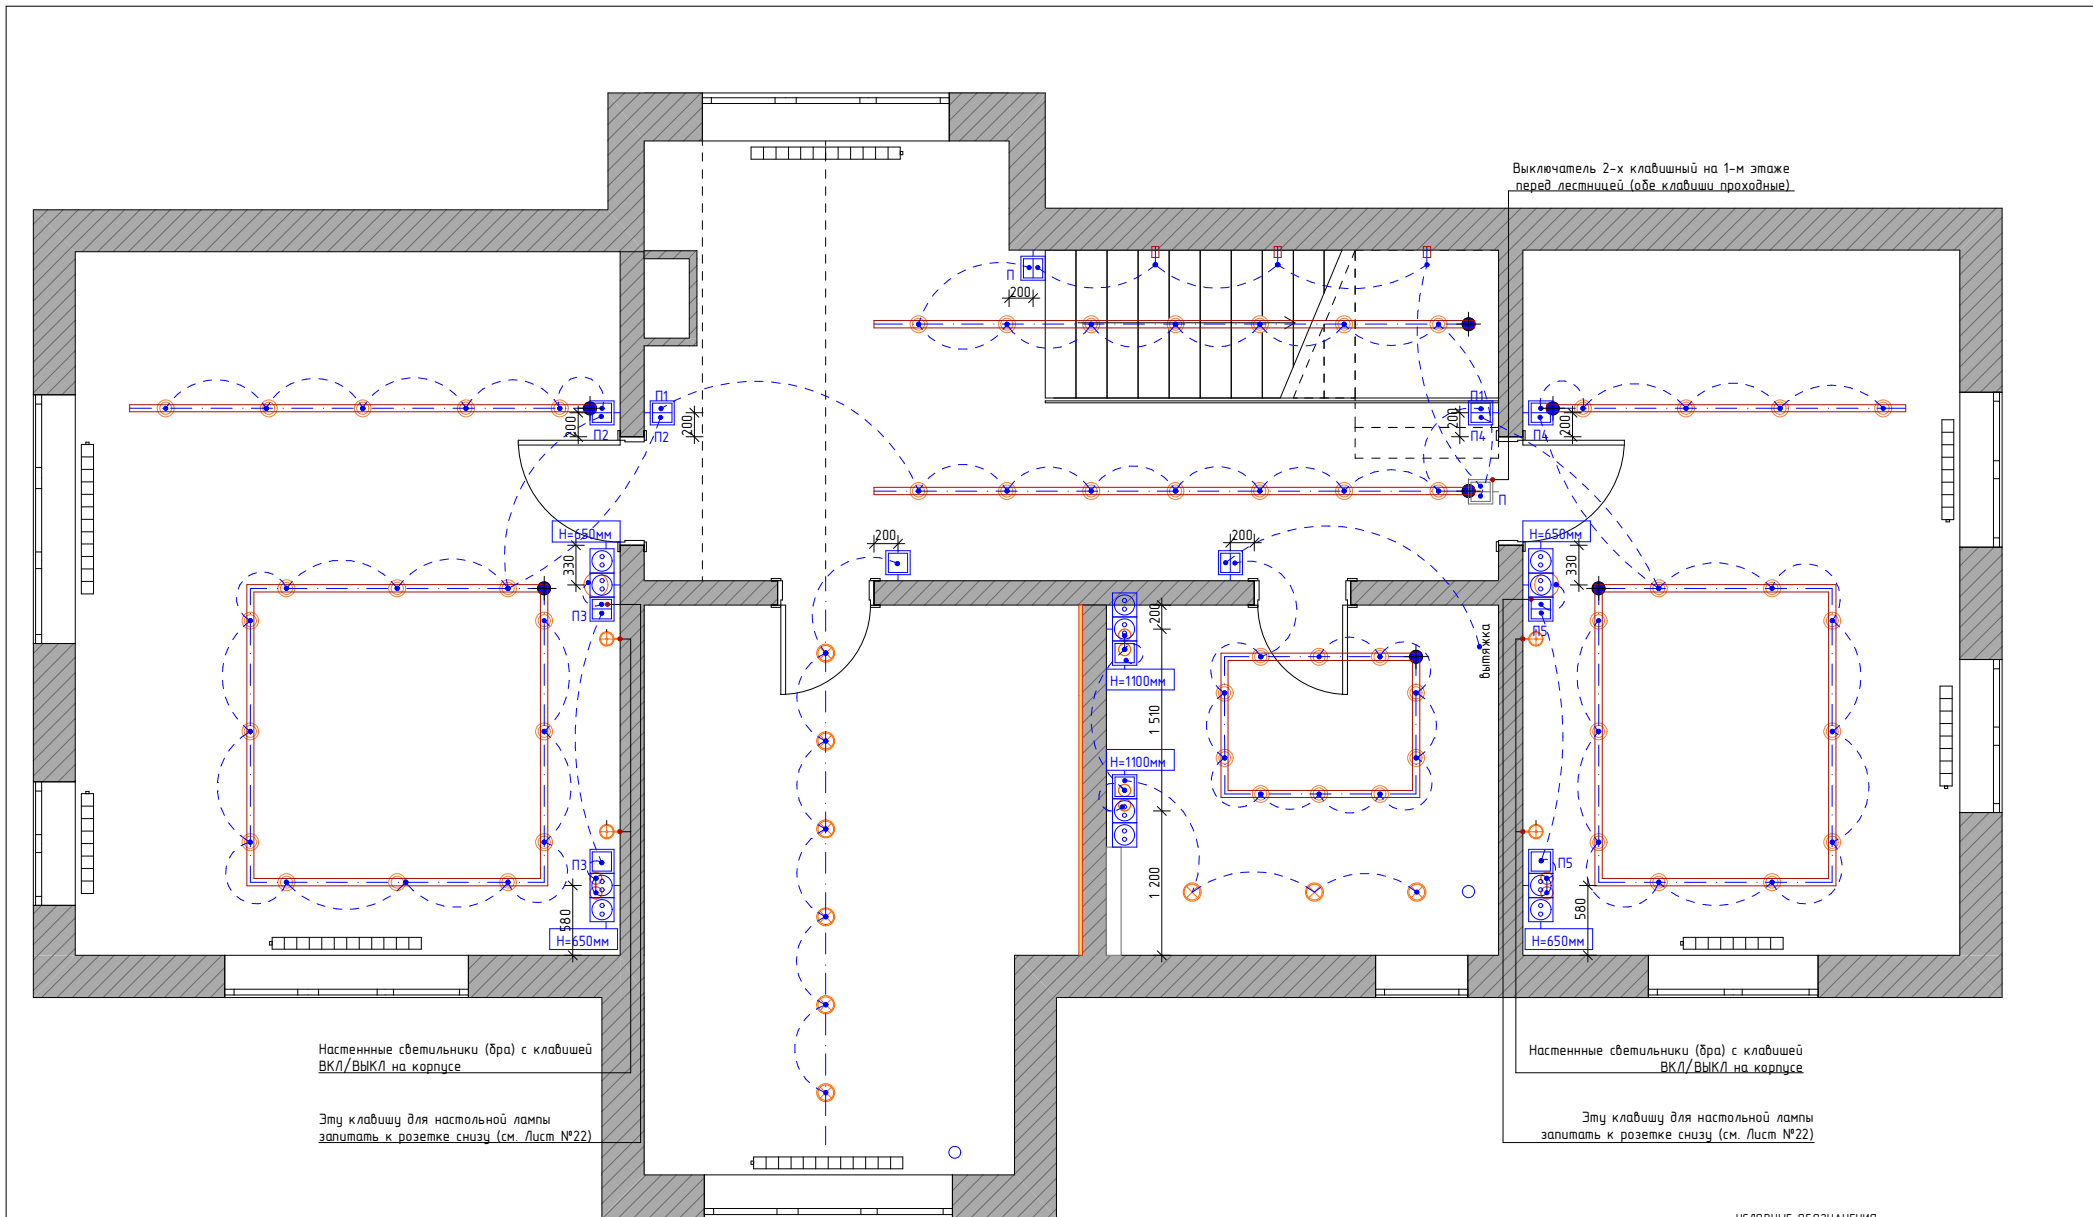 Выключатель 2-х клавишный на 1-м этаже
перед лестницей (обе клавиши проходные)
П
200
П1
П1
200
200
200
200
П2
П2
П4
П4
П
H=650мм
200
200
H=650мм
330
330
П3
200
П5
вытяжка
H=1100мм
1 510
H=1100мм
П3
П5
1 200
580
580
H=650мм
H=650мм
Настеннные светильники (бра) с клавишей
ВКЛ/ВЫКЛ на корпусе
Настеннные светильники (бра) с клавишей
ВКЛ/ВЫКЛ на корпусе
Эту клавишу для настольной лампы
запитать к розетке снизу (см. Лист №22)
Эту клавишу для настольной лампы
запитать к розетке снизу (см. Лист №22)
УСЛОВНЫЕ ОБОЗНАЧЕНИЯ